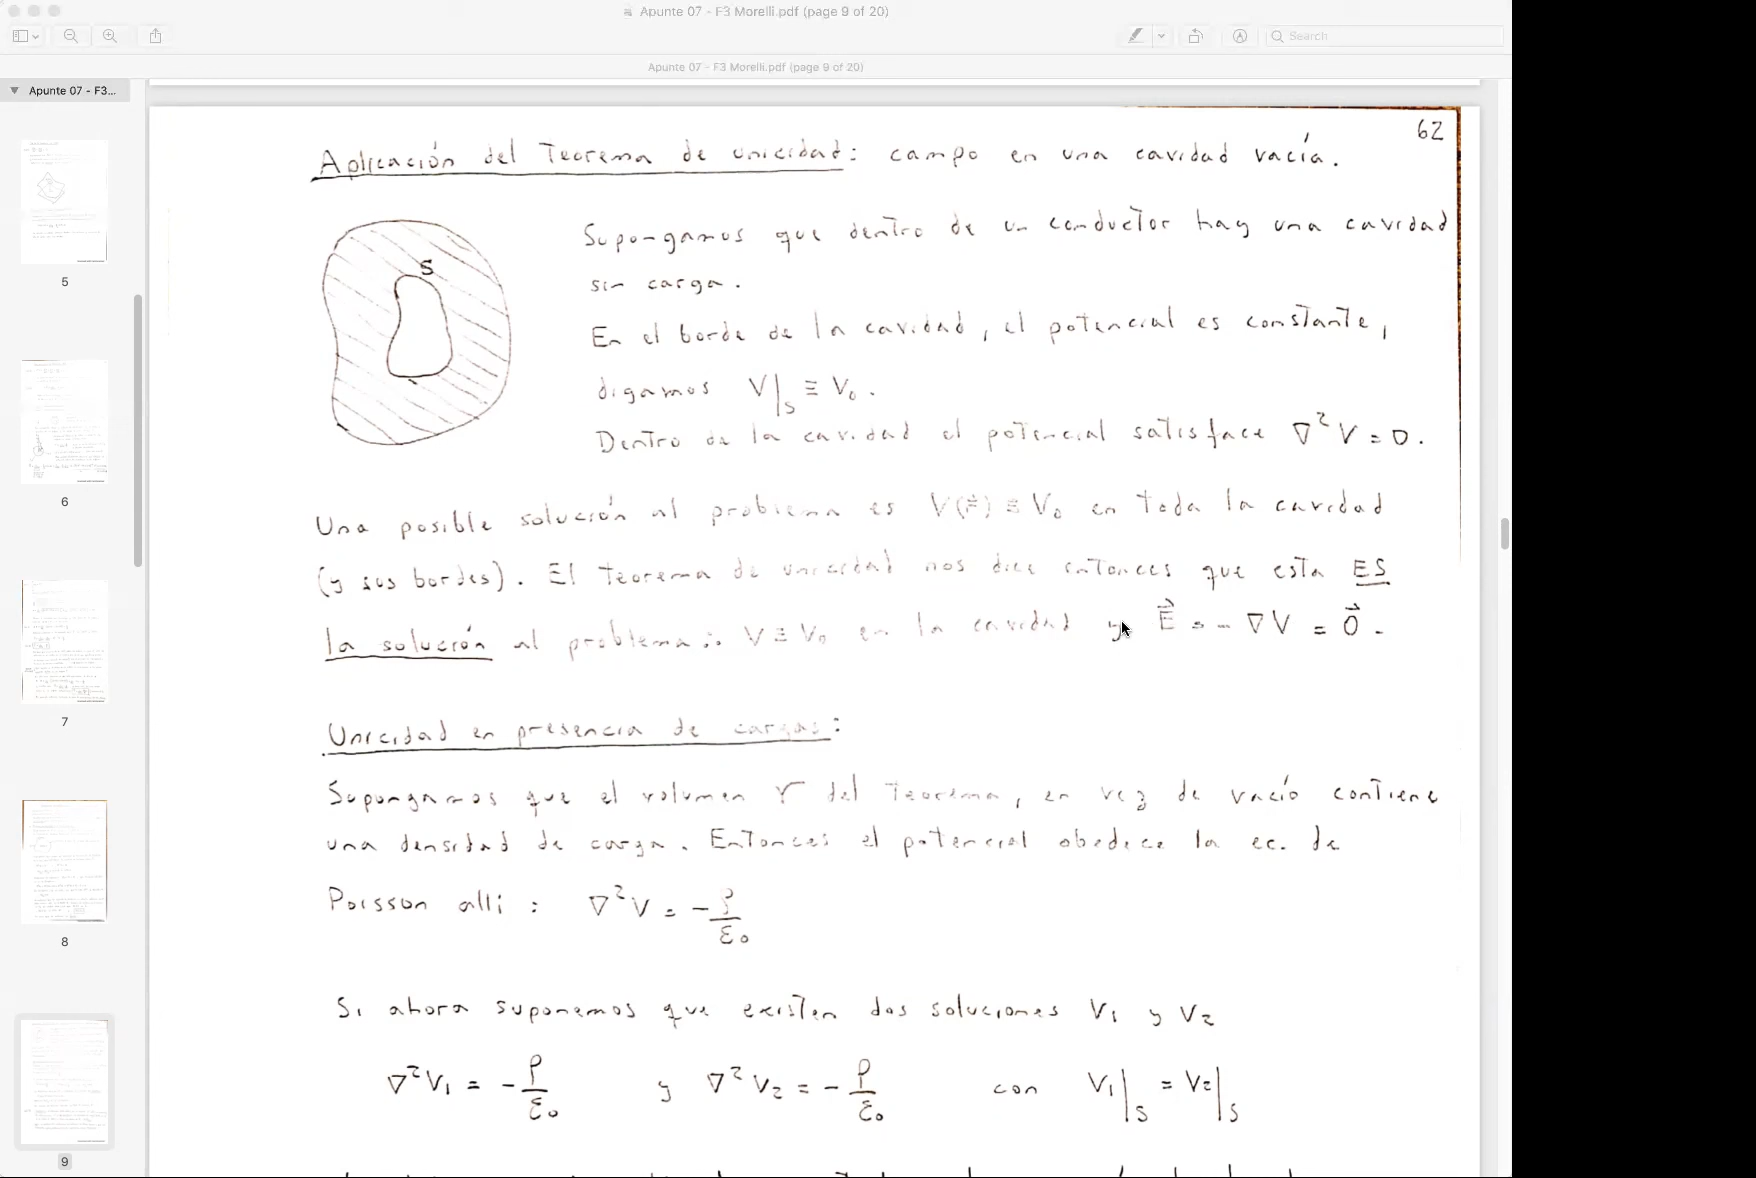 Apunte 07 - F3 Morelli.pdf (page 9 of 20)
Search
Apunte 07 - F3 Morelli.pdf (page 9 of 20)
Apunte 07 - F3...
5
6
7
8
9
62
Aplicación del Teorema de unicidad: campo en una cavidad vacía.
S
Supongamos que dentro de un conductor hay una cavidad
sin carga.
En el borde de la cavidad, el potencial es constante,
digamos V|_S ≡ V₀.
Dentro de la cavidad el potencial satisface ∇²V = 0.
Una posible solución al problema es V(r⃗) ≡ V₀ en toda la cavidad
(y sus bordes). El teorema de unicidad nos dice entonces que esta ES
la solución al problema ∴ V ≡ V₀ en la cavidad y E⃗ = - ∇V = 0⃗.
Unicidad en presencia de cargas:
Supongamos que el volumen V del Teorema, en vez de vacío contiene
una densidad de carga. Entonces el potencial obedece la ec. de
Poisson allí: ∇²V = -ρ/ε₀
Si ahora suponemos que existen dos soluciones V₁ y V₂
∇²V₁ = -ρ/ε₀ y ∇²V₂ = -ρ/ε₀ con V₁|_S = V₂|_S